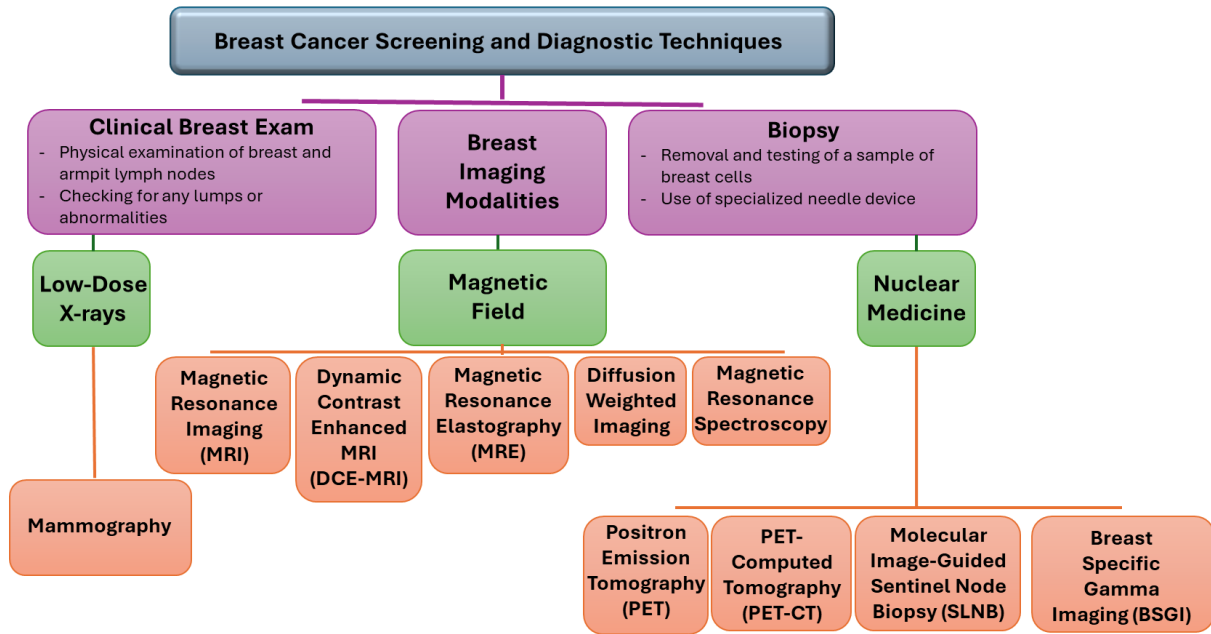 Breast Cancer Screening and Diagnostic Techniques
Clinical Breast Exam
- Physical examination of breast and
armpit lymph nodes
- Checking for any lumps or
abnormalities
Breast
Imaging
Modalities
Biopsy
- Removal and testing of a sample of
breast cells
- Use of specialized needle device
Low-Dose
X-rays
Magnetic
Field
Nuclear
Medicine
Magnetic
Resonance
Imaging
(MRI)
Dynamic
Contrast
Enhanced
MRI
(DCE-MRI)
Magnetic
Resonance
Elastography
(MRE)
Diffusion
Weighted
Imaging
Magnetic
Resonance
Spectroscopy
Mammography
Positron
Emission
Tomography
(PET)
PET-
Computed
Tomography
(PET-CT)
Molecular
Image-Guided
Sentinel Node
Biopsy (SLNB)
Breast
Specific
Gamma
Imaging (BSGI)